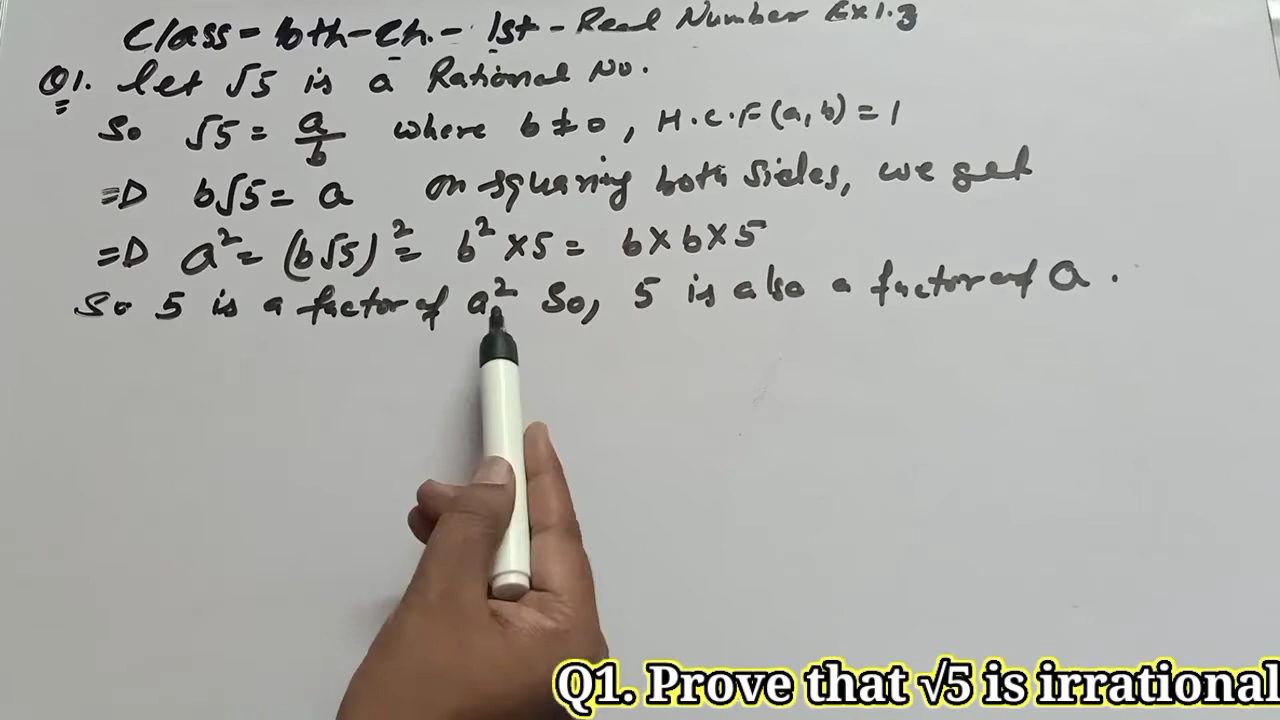 Class - 10th - Ch. - 1st - Real Number Ex 1.3
Q1. let √5 is a Rational No.
So √5 = a/b where b ≠ 0, H.C.F (a, b) = 1
⇒ b√5 = a on squaring both sides, we get
⇒ a² = (b√5)² = b² × 5 = b × b × 5
So 5 is a factor of a² So, 5 is also a factor of a.
Q1. Prove that √5 is irrational